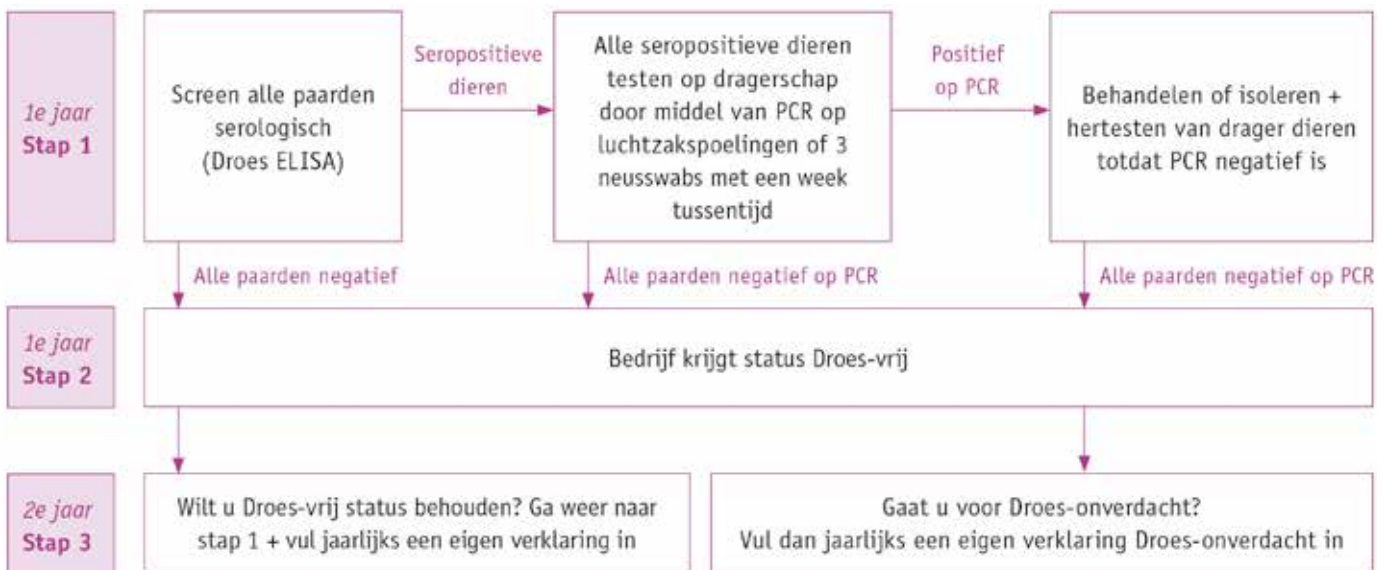 1e jaar
Stap 1
Screen alle paarden
serologisch
(Droes ELISA)
Seropositieve
dieren
Alle seropositieve dieren
testen op dragerschap
door middel van PCR op
luchtzakspoelingen of 3
neusswabs met een week
tussentijd
Positief
op PCR
Behandelen of isoleren +
hertesten van drager dieren
totdat PCR negatief is
Alle paarden negatief
Alle paarden negatief op PCR
Alle paarden negatief op PCR
1e jaar
Stap 2
Bedrijf krijgt status Droes-vrij
2e jaar
Stap 3
Wilt u Droes-vrij status behouden? Ga weer naar
stap 1 + vul jaarlijks een eigen verklaring in
Gaat u voor Droes-onverdacht?
Vul dan jaarlijks een eigen verklaring Droes-onverdacht in